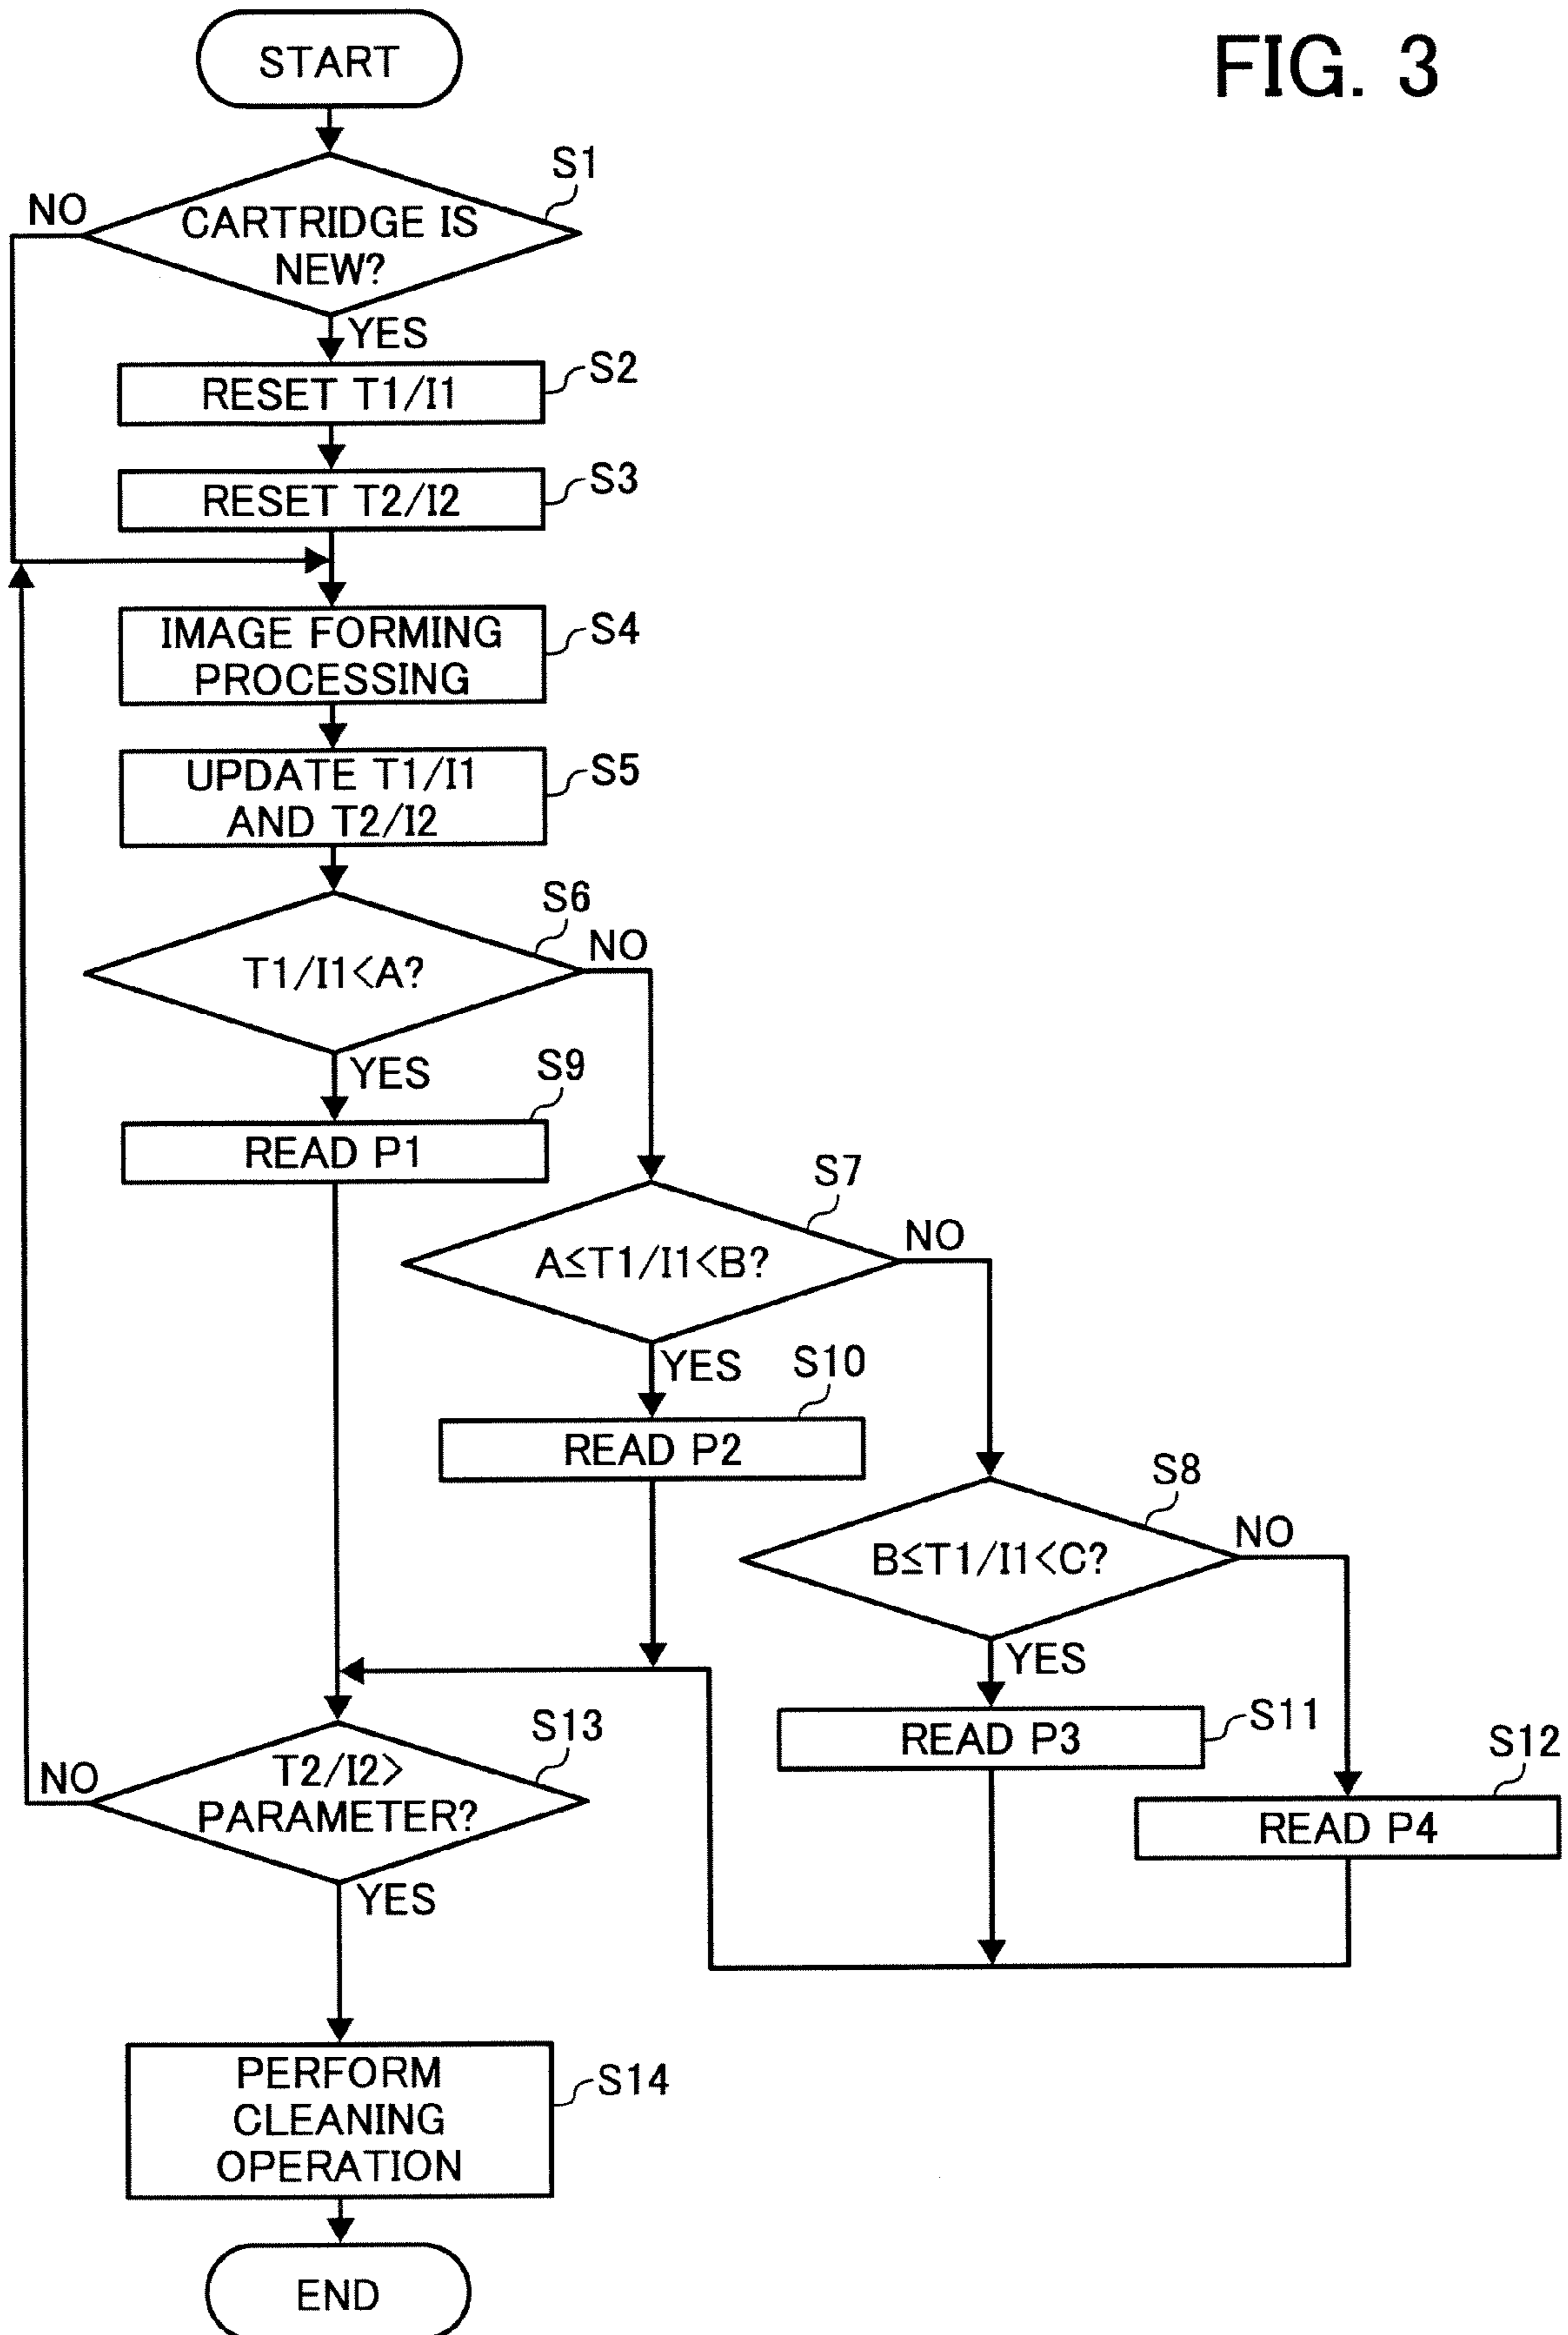 FIG. 3
START
S1
NO
CARTRIDGE IS
NEW?
YES
S2
RESET T1/I1
S3
RESET T2/I2
S4
IMAGE FORMING
PROCESSING
S5
UPDATE T1/I1
AND T2/I2
S6
NO
T1/I1<A?
YES
S9
READ P1
S7
NO
A≦T1/I1<B?
YES
S10
READ P2
S8
NO
B≦T1/I1<C?
YES
S11
READ P3
S12
READ P4
S13
NO
T2/I2>
PARAMETER?
YES
S14
PERFORM
CLEANING
OPERATION
END